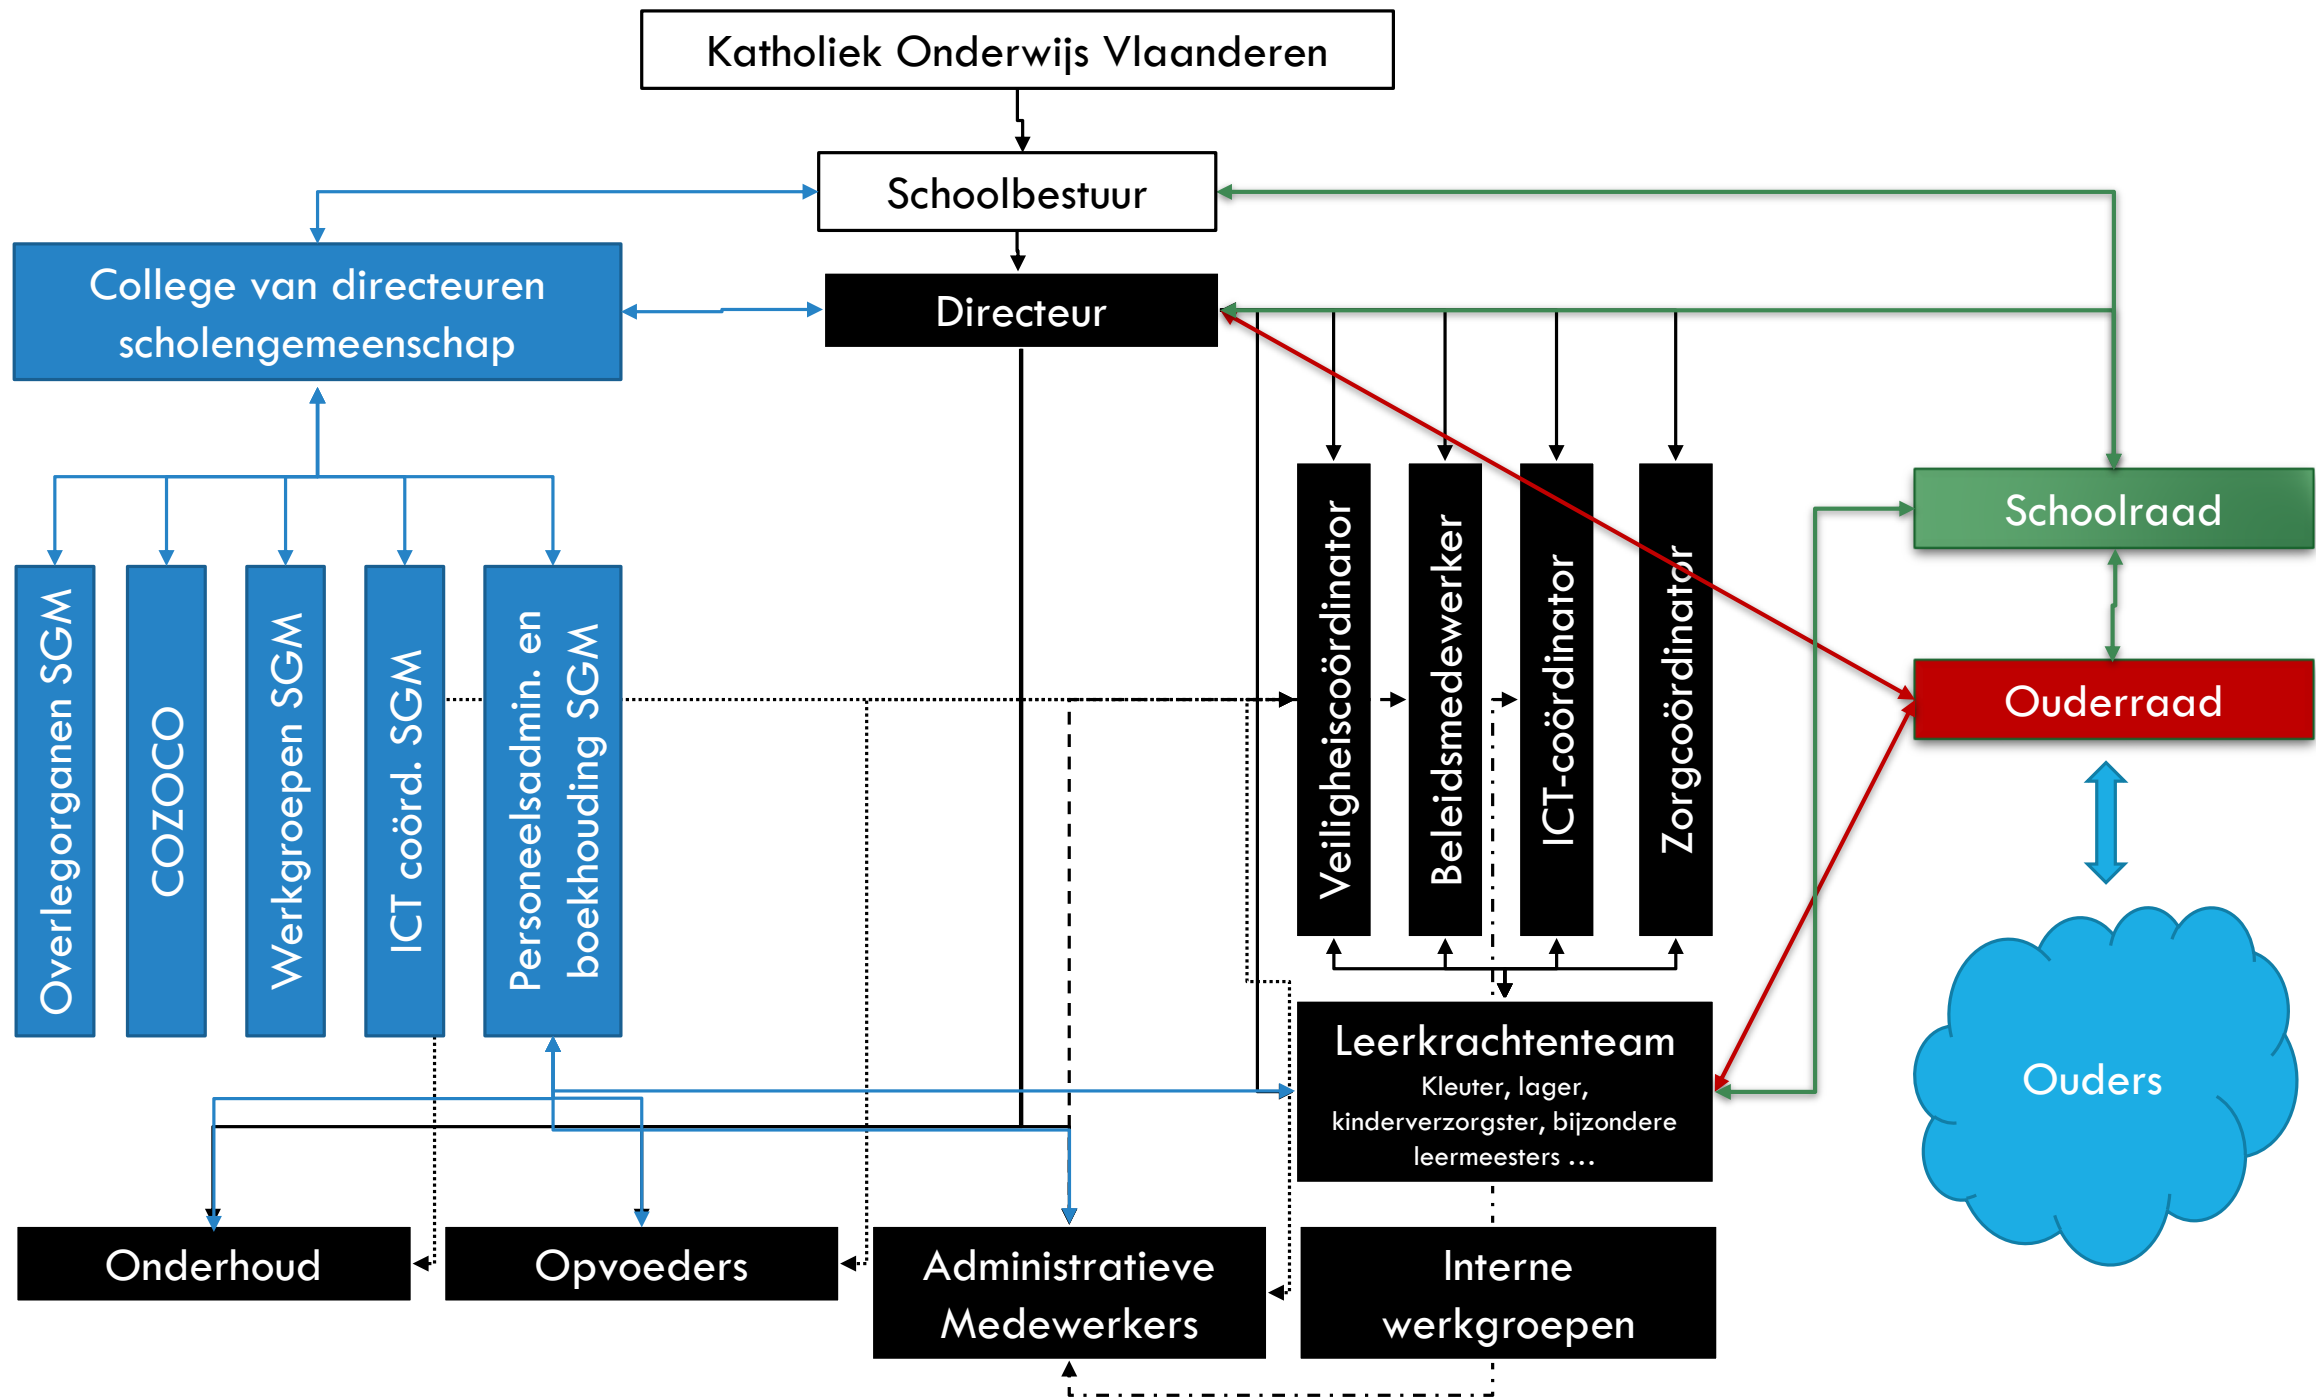 Katholiek Onderwijs Vlaanderen
Schoolbestuur
College van directeuren
scholengemeenschap
Directeur
Overlegorganen SGM
COZOCO
Werkgroepen SGM
ICT coörd. SGM
Personeelsadmin. en
boekhouding SGM
Veiligheiscoördinator
Beleidsmedewerker
ICT-coördinator
Zorgcoördinator
Schoolraad
Ouderraad
Ouders
Leerkrachtenteam
Kleuter, lager,
kinderverzorgster, bijzondere
leermeesters ...
Onderhoud
Opvoeders
Administratieve
Medewerkers
Interne
werkgroepen